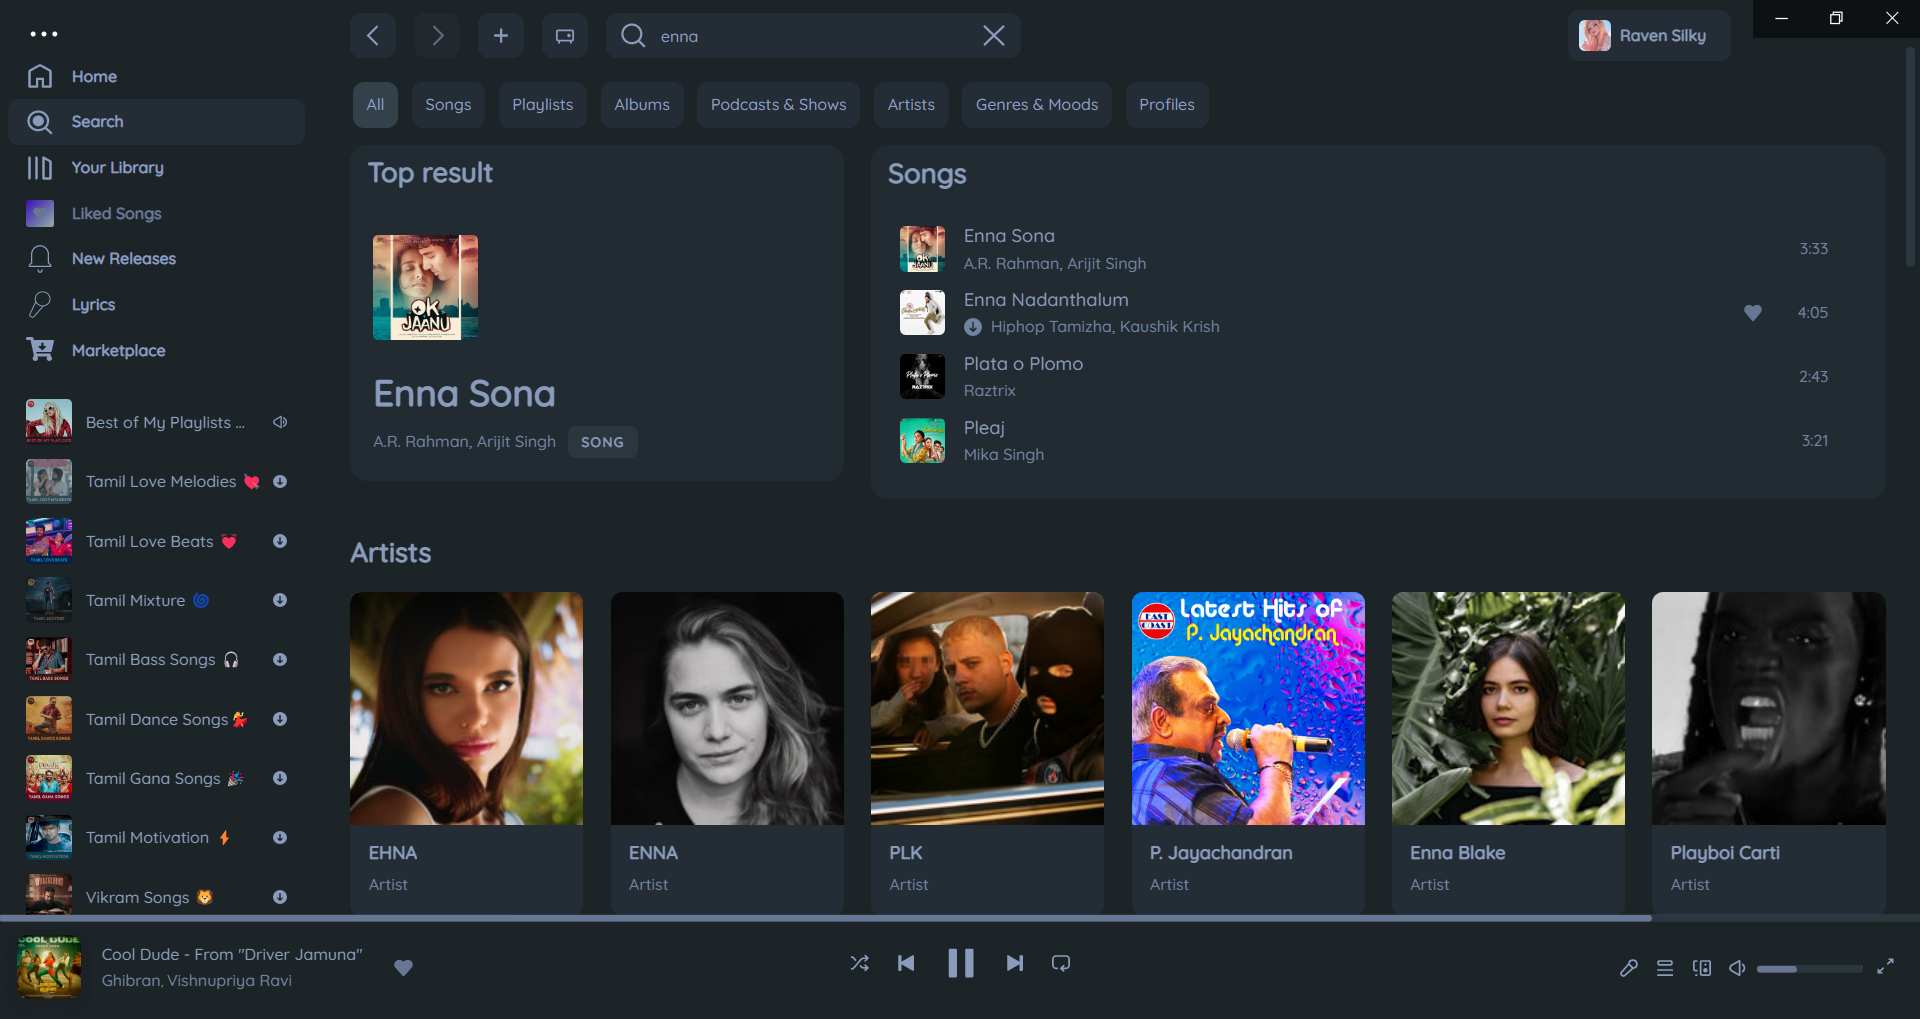 enna
Raven Silky
Home
Search
Your Library
Liked Songs
New Releases
Lyrics
Marketplace
Best of My Playlists ...
Tamil Love Melodies 💘
Tamil Love Beats 💗
Tamil Mixture 🌀
Tamil Bass Songs 🎧
Tamil Dance Songs 💃
Tamil Gana Songs 🎉
Tamil Motivation ⚡
Vikram Songs 🦁
All
Songs
Playlists
Albums
Podcasts & Shows
Artists
Genres & Moods
Profiles
Top result
OK
JAANU
Enna Sona
A.R. Rahman, Arijit Singh
SONG
Songs
Enna Sona
A.R. Rahman, Arijit Singh
3:33
Enna Nadanthalum
Hiphop Tamizha, Kaushik Krish
4:05
Plata o Plomo
Raztrix
2:43
Pleaj
Mika Singh
3:21
Artists
EAST
COAST
Latest Hits of
P. Jayachandran
EHNA
Artist
ENNA
Artist
PLK
Artist
P. Jayachandran
Artist
Enna Blake
Artist
Playboi Carti
Artist
COOL DUDE
Cool Dude - From "Driver Jamuna"
Ghibran, Vishnupriya Ravi